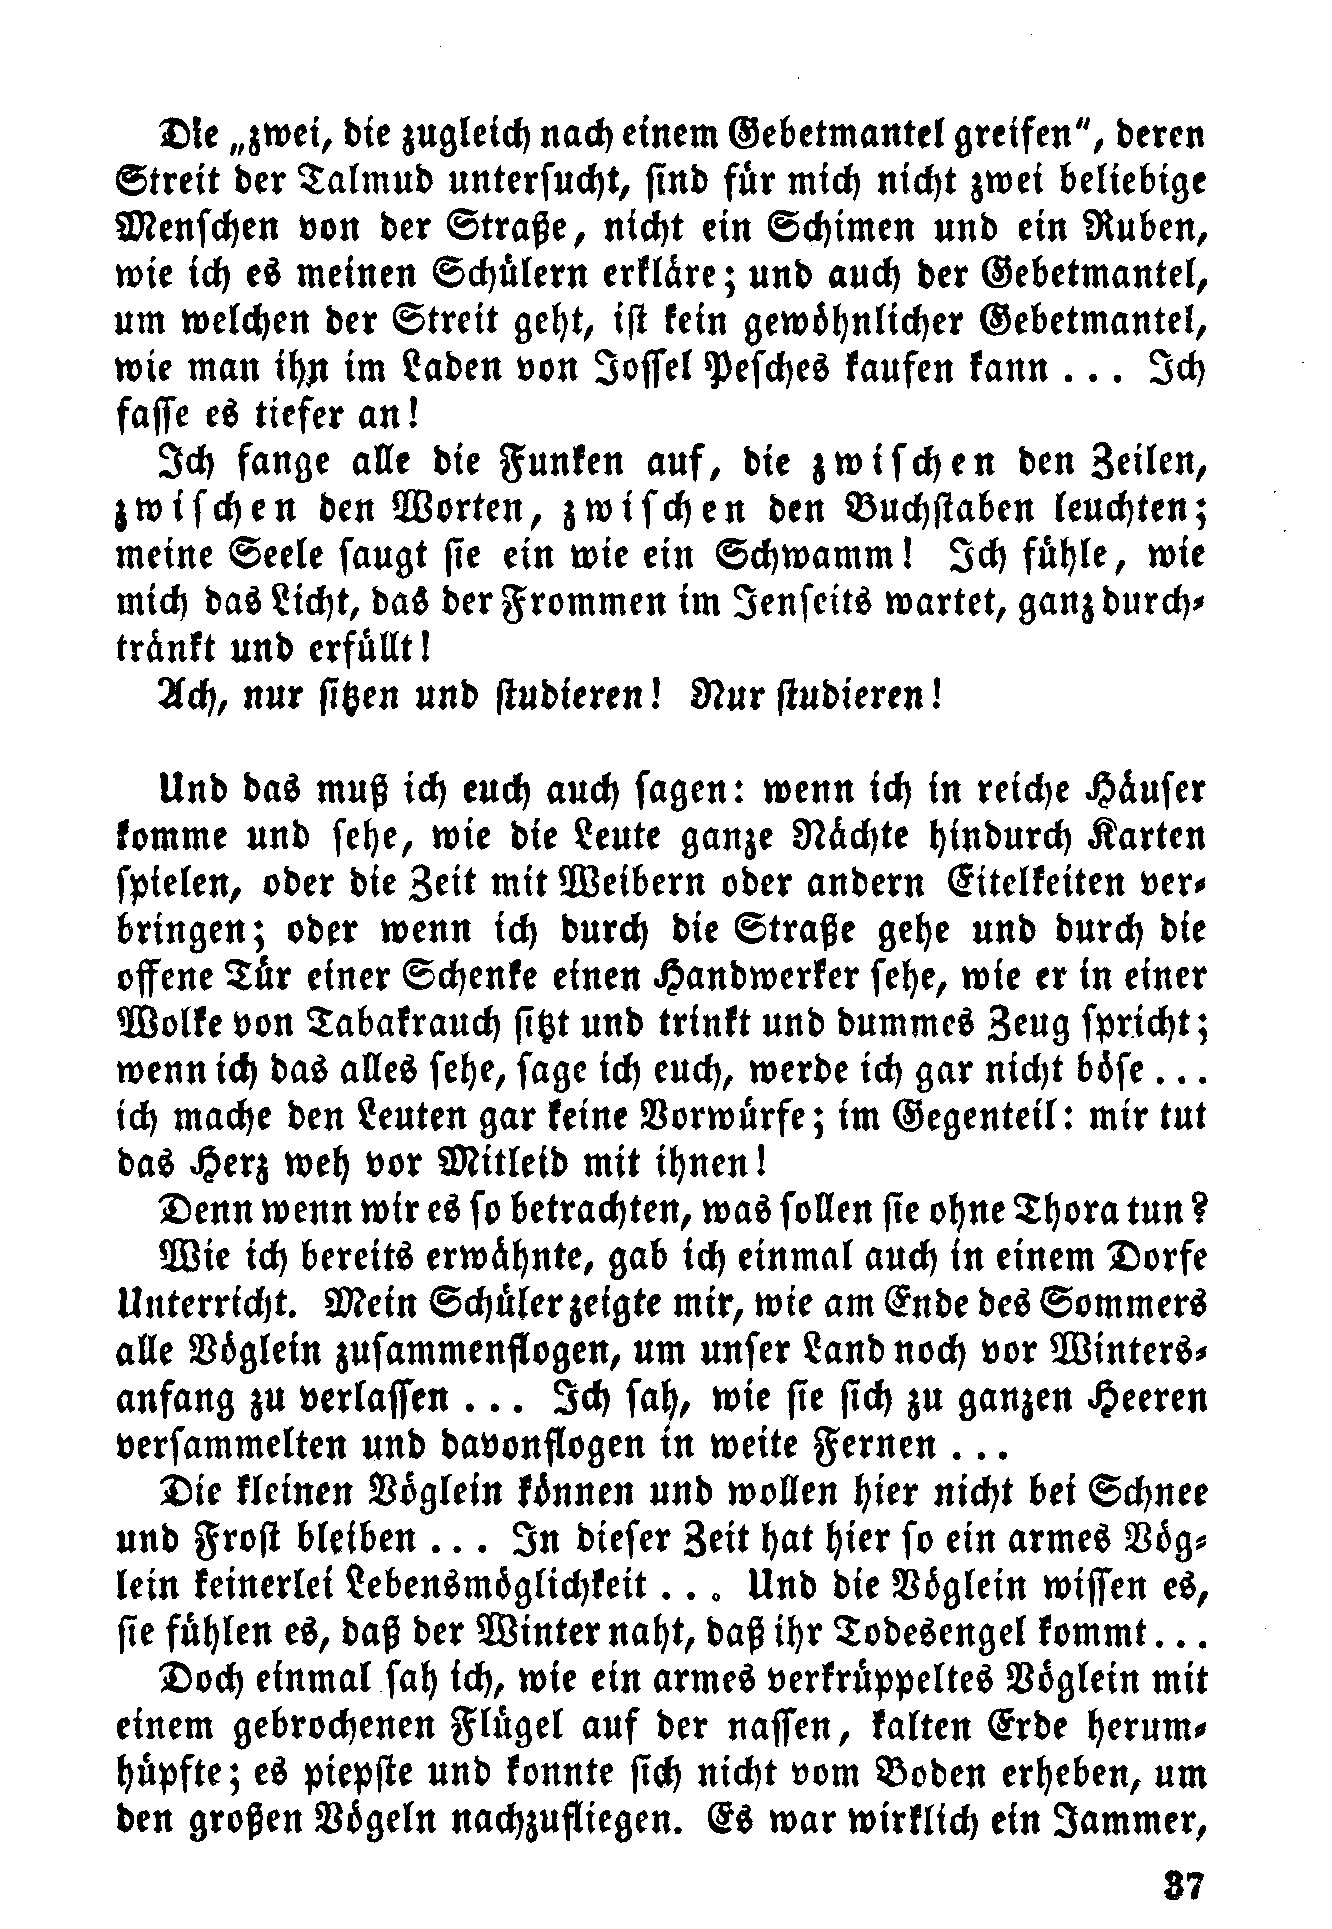 Die „zwei, die zugleich nach einem Gebetmantel greifen“, deren
Streit der Talmud untersucht, sind für mich nicht zwei beliebige
Menschen von der Straße, nicht ein Schimen und ein Ruben,
wie ich es meinen Schülern erkläre; und auch der Gebetmantel,
um welchen der Streit geht, ist kein gewöhnlicher Gebetmantel,
wie man ihn im Laden von Jossel Pesches kaufen kann ... Ich
fasse es tiefer an!
Ich fange alle die Funken auf, die zwischen den Zeilen,
zwischen den Worten, zwischen den Buchstaben leuchten;
meine Seele saugt sie ein wie ein Schwamm! Ich fühle, wie
mich das Licht, das der Frommen im Jenseits wartet, ganz durch-
tränkt und erfüllt!
Ach, nur sitzen und studieren! Nur studieren!
Und das muß ich euch auch sagen: wenn ich in reiche Häuser
komme und sehe, wie die Leute ganze Nächte hindurch Karten
spielen, oder die Zeit mit Weibern oder andern Eitelkeiten ver-
bringen; oder wenn ich durch die Straße gehe und durch die
offene Tür einer Schenke einen Handwerker sehe, wie er in einer
Wolke von Tabakrauch sitzt und trinkt und dummes Zeug spricht;
wenn ich das alles sehe, sage ich euch, werde ich gar nicht böse ...
ich mache den Leuten gar keine Vorwürfe; im Gegenteil: mir tut
das Herz weh vor Mitleid mit ihnen!
Denn wenn wir es so betrachten, was sollen sie ohne Thora tun?
Wie ich bereits erwähnte, gab ich einmal auch in einem Dorfe
Unterricht. Mein Schüler zeigte mir, wie am Ende des Sommers
alle Vöglein zusammenflogen, um unser Land noch vor Winters-
anfang zu verlassen ... Ich sah, wie sie sich zu ganzen Heeren
versammelten und davonflogen in weite Fernen ...
Die kleinen Vöglein können und wollen hier nicht bei Schnee
und Frost bleiben ... In dieser Zeit hat hier so ein armes Vög-
lein keinerlei Lebensmöglichkeit ... Und die Vöglein wissen es,
sie fühlen es, daß der Winter naht, daß ihr Todesengel kommt ...
Doch einmal sah ich, wie ein armes verkrüppeltes Vöglein mit
einem gebrochenen Flügel auf der nassen, kalten Erde herum-
hüpfte; es piepste und konnte sich nicht vom Boden erheben, um
den großen Vögeln nachzufliegen. Es war wirklich ein Jammer,
37